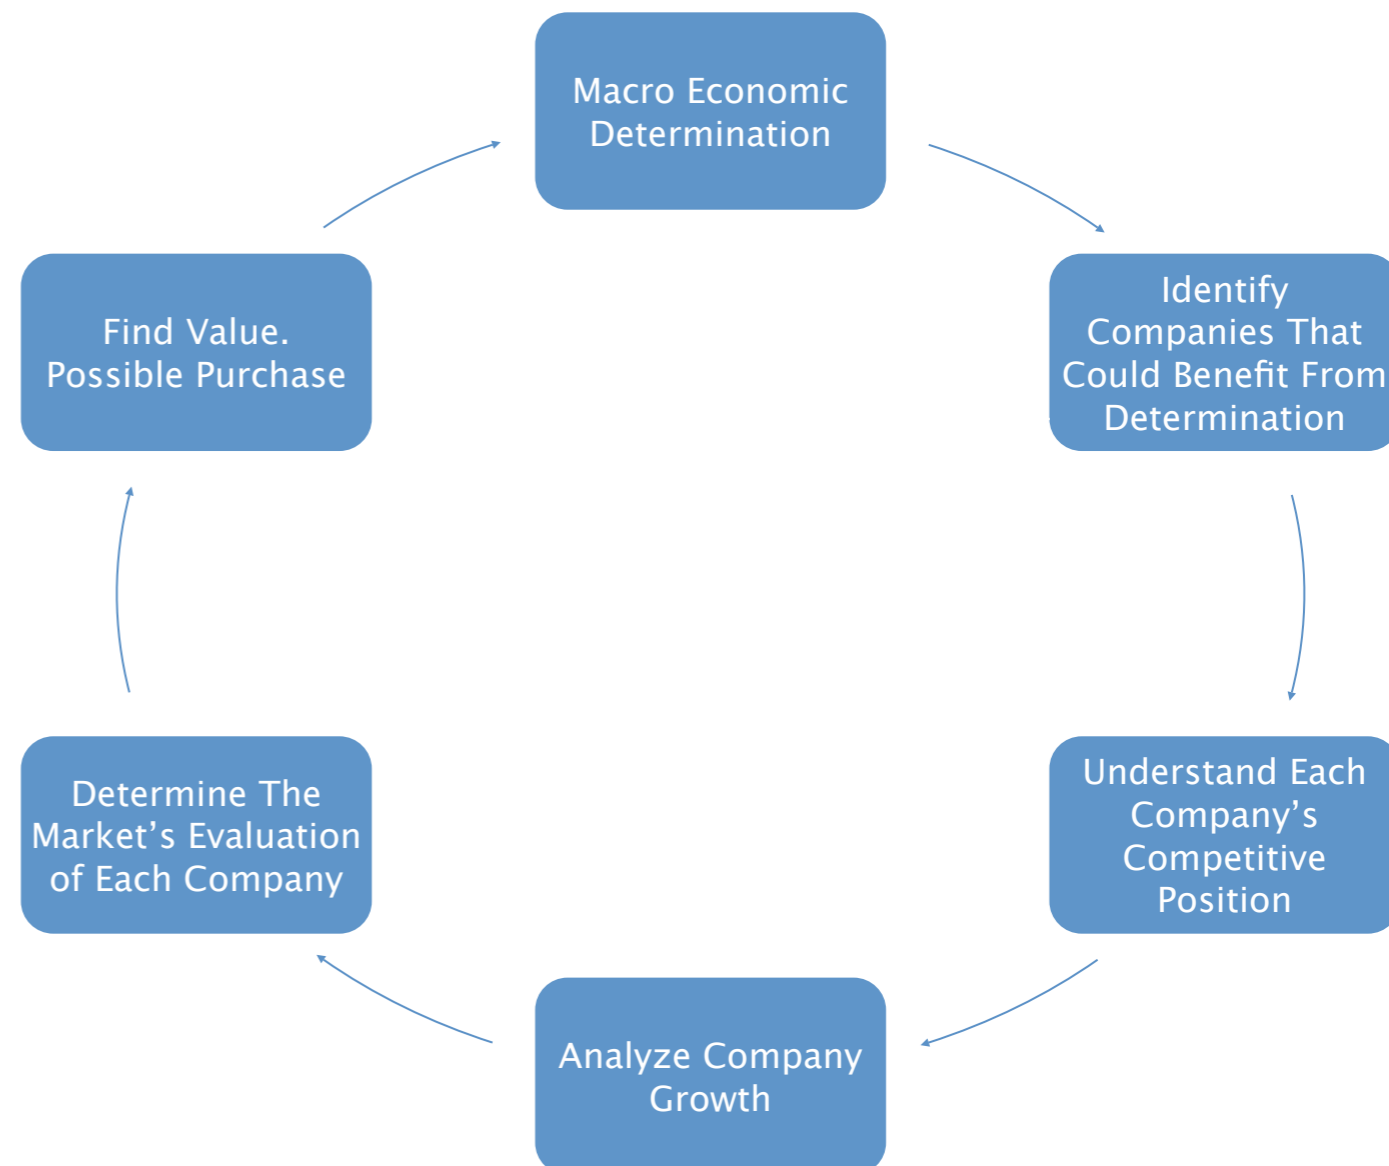 Macro Economic
Determination
Identify
Companies That
Could Benefit From
Determination
Understand Each
Company’s
Competitive
Position
Analyze Company
Growth
Determine The
Market’s Evaluation
of Each Company
Find Value.
Possible Purchase